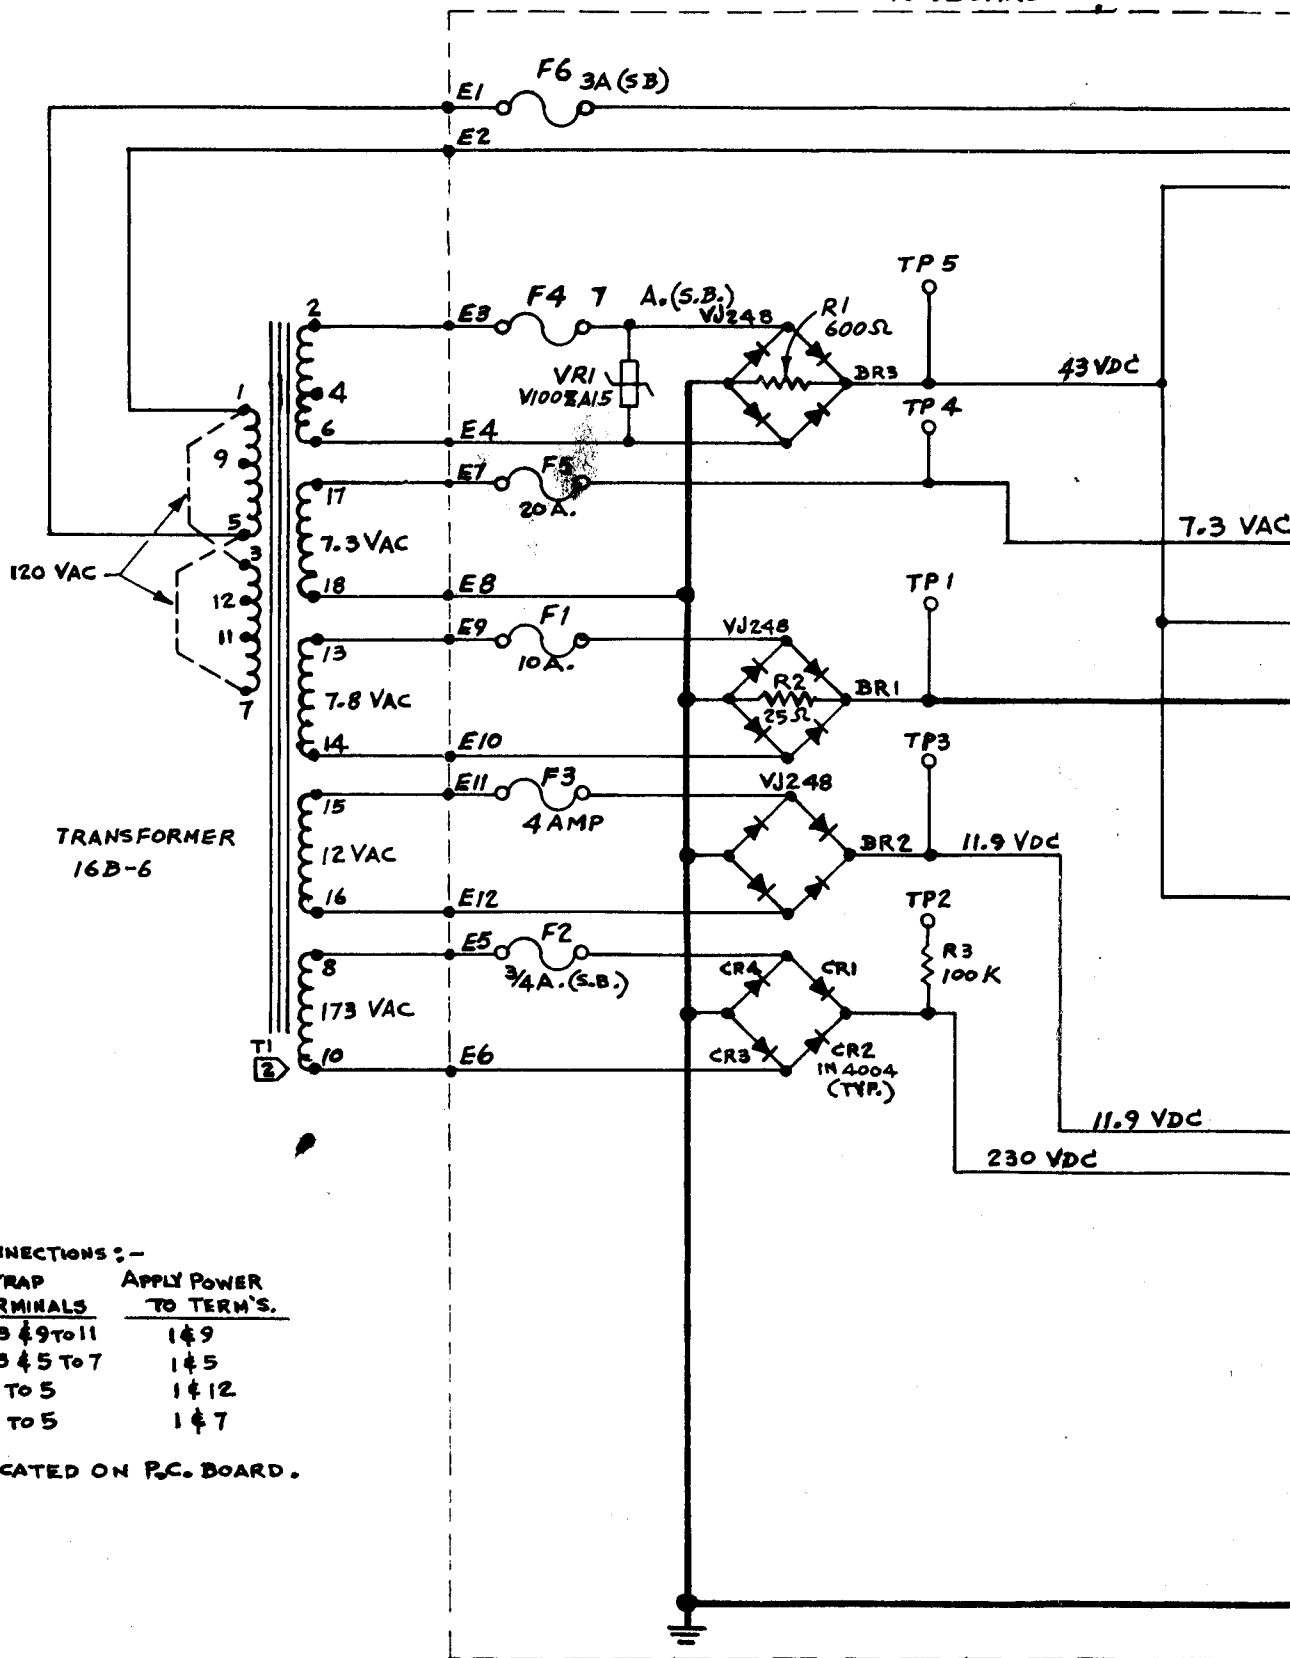 F6 3A (SB)
E1
E2
TP 5
2
F4 7 A. (S.B.)
E3
VJ248
R1
600Ω
VR1
V100ZA15
BR3
43 VDC
1
4
6
E4
TP 4
9
E7
F5
17
20 A.
5
7.3 VAC
7.3 VAC
3
120 VAC
18
E8
TP 1
12
11
E9
F1
13
10 A.
VJ248
7.8 VAC
R2
25Ω
BR1
7
14
E10
TP3
E11
F3
VJ248
15
4 AMP
TRANSFORMER
16B-6
12 VAC
BR2
11.9 VDC
16
E12
TP2
E5
F2
8
3/4 A. (S.B.)
CR4
CR1
R3
100K
173 VAC
T1
2
10
E6
CR3
CR2
IN 4004
(TYP.)
11.9 VDC
230 VDC
NNECTIONS :-
TRAP APPLY POWER
RMINALS TO TERM'S.
3 & 9 TO 11 1 & 9
3 & 5 TO 7 1 & 5
TO 5 1 & 12
TO 5 1 & 7
CATED ON P.C. BOARD.